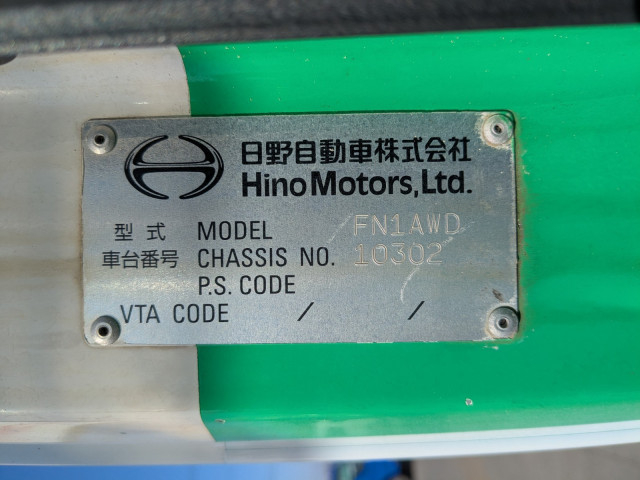 日野自動車株式会社
Hino Motors, Ltd.
型式 MODEL FN1AWD
車台番号 CHASSIS NO. 10302
P.S. CODE
VTA CODE / /